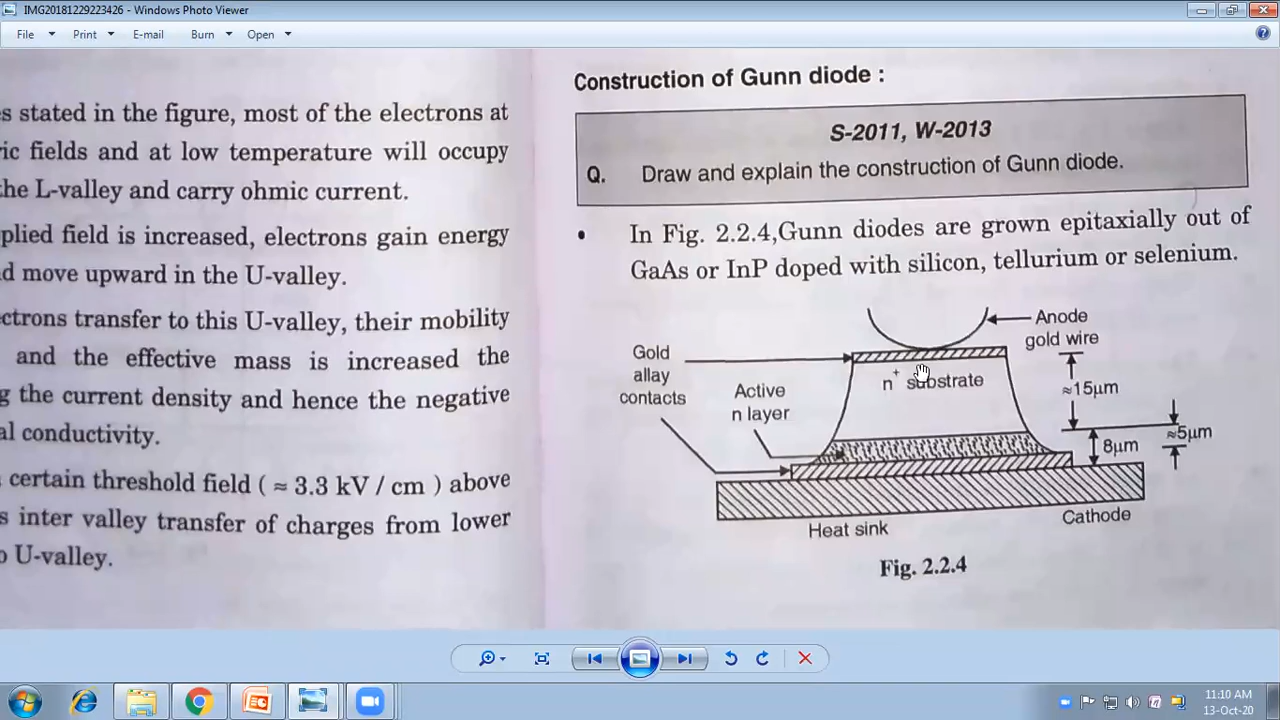 IMG20181229223426 - Windows Photo Viewer
File Print E-mail Burn Open
s stated in the figure, most of the electrons at
ic fields and at low temperature will occupy
he L-valley and carry ohmic current.
plied field is increased, electrons gain energy
d move upward in the U-valley.
ctrons transfer to this U-valley, their mobility
and the effective mass is increased the
g the current density and hence the negative
al conductivity.
certain threshold field ( ≈ 3.3 kV / cm ) above
s inter valley transfer of charges from lower
o U-valley.
Construction of Gunn diode :
S-2011, W-2013
Q. Draw and explain the construction of Gunn diode.
• In Fig. 2.2.4,Gunn diodes are grown epitaxially out of
GaAs or InP doped with silicon, tellurium or selenium.
Anode
gold wire
Gold
allay
contacts
Active
n layer
n+ substrate
≈15μm
8μm
≈5μm
Heat sink
Cathode
Fig. 2.2.4
11:10 AM
13-Oct-20